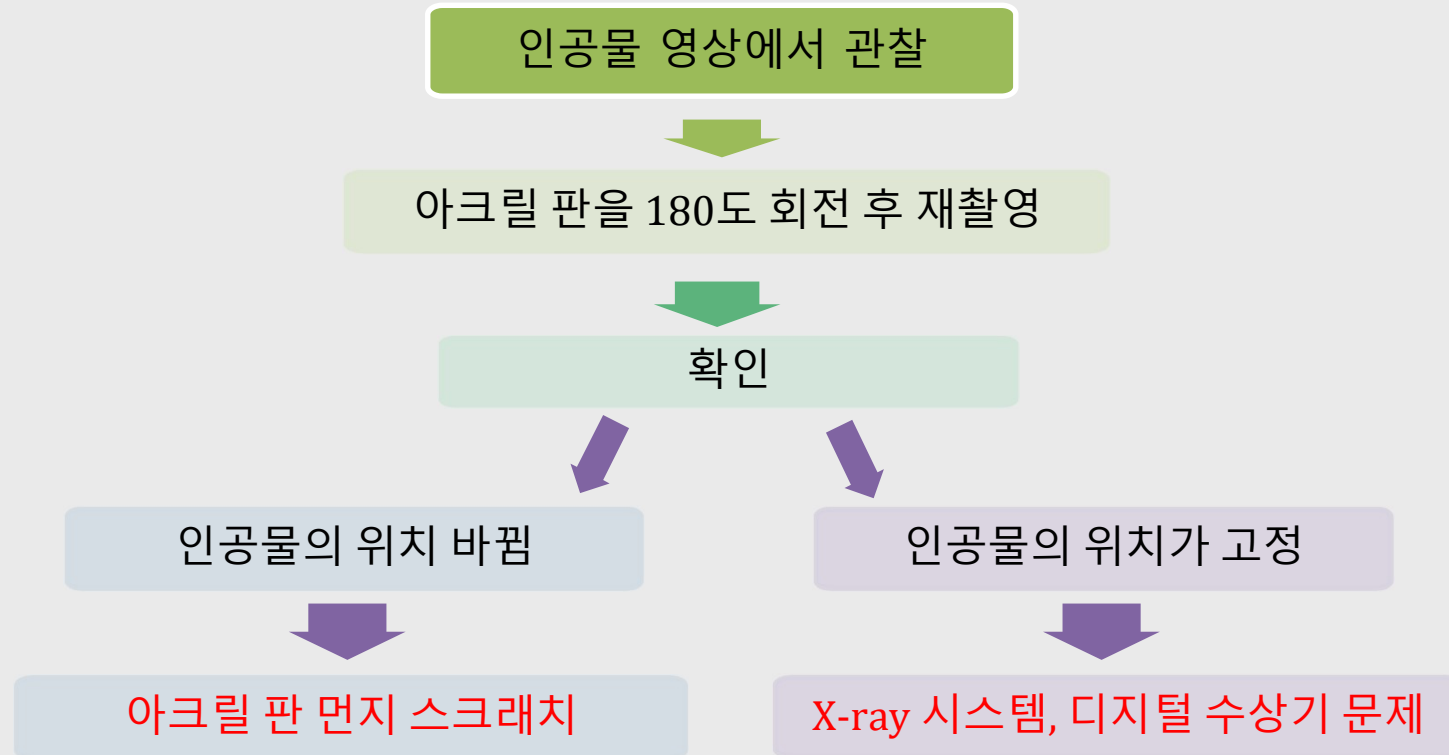 인공물 영상에서 관찰
아크릴 판을 180도 회전 후 재촬영
확인
인공물의 위치 바뀜
인공물의 위치가 고정
아크릴 판 먼지 스크래치
X-ray 시스템, 디지털 수상기 문제